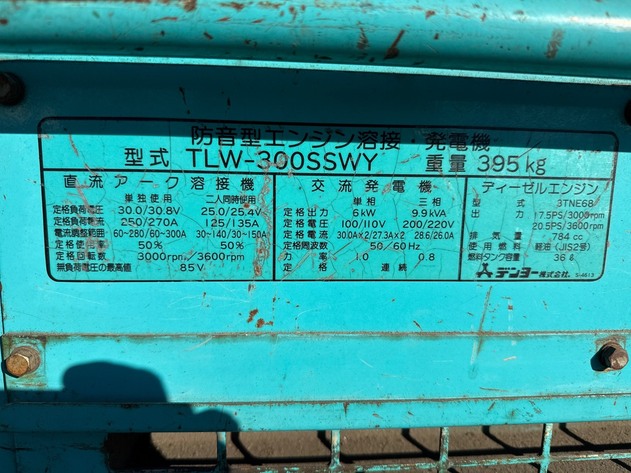 防音型エンジン溶接・発電機
型式 TLW-300SSWY 重量 395kg
直流アーク溶接機
単独使用 二人同時使用
定格負荷電圧 30.0/30.8V 25.0/25.4V
定格負荷電流 250/270A 125/135A
電流調整範囲 60-280/60-300A 30-140/30-150A
定格使用率 50% 50%
定格回転数 3000rpm/3600rpm
無負荷電圧の最高値 85V
交流発電機
単相 三相
定格出力 6kW 9.9kVA
定格電圧 100/110V 200/220V
定格電流 30.0A×2/27.3A×2 28.6/26.0A
定格周波数 50/60Hz
力率 1.0 0.8
定格 連続
ディーゼルエンジン
型式 3TNE68
出力 17.5PS/3000rpm
20.5PS/3600rpm
排気量 784cc
使用燃料 軽油(JIS2号)
燃料タンク容量 36ℓ
デンヨー株式会社 S-4613